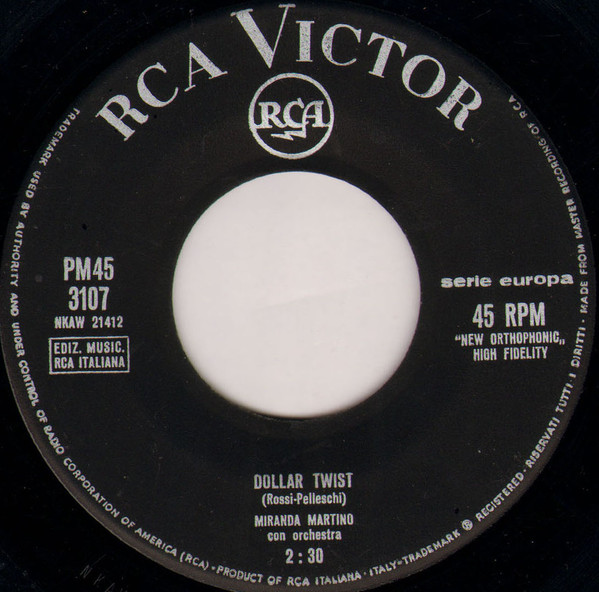 RCA VICTOR
RCA
PM45
3107
NKAW 21412
EDIZ. MUSIC.
RCA ITALIANA
serie europa
45 RPM
"NEW ORTHOPHONIC„
HIGH FIDELITY
DOLLAR TWIST
(Rossi-Pelleschi)
MIRANDA MARTINO
con orchestra
2:30
TRADEMARK USED BY AUTHORITY AND UNDER CONTROL OF RADIO CORPORATION OF AMERICA (RCA) - PRODUCT OF RCA ITALIANA - ITALY - TRADEMARK ® REGISTERED - RISERVATI TUTTI I DIRITTI - MADE FROM MASTER RECORDING OF RCA